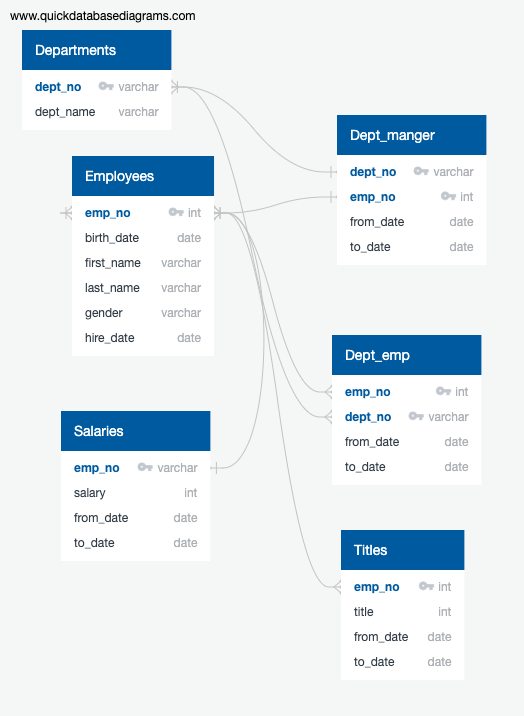 www.quickdatabasediagrams.com
Departments
dept_no varchar
dept_name varchar
Dept_manger
dept_no varchar
emp_no int
from_date date
to_date date
Employees
emp_no int
birth_date date
first_name varchar
last_name varchar
gender varchar
hire_date date
Dept_emp
emp_no int
dept_no varchar
from_date date
to_date date
Salaries
emp_no varchar
salary int
from_date date
to_date date
Titles
emp_no int
title int
from_date date
to_date date